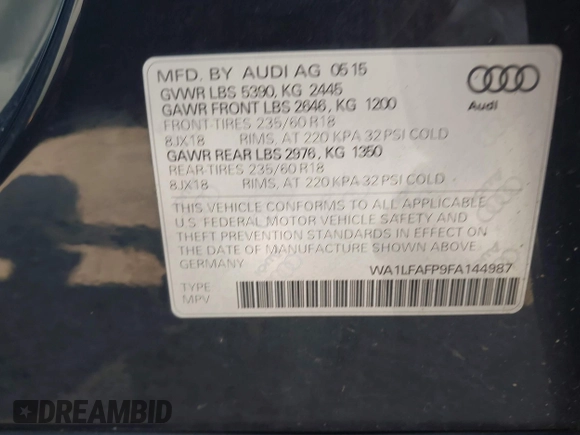 MFD. BY AUDI AG 05 15
GVWR LBS 5390, KG 2445
GAWR FRONT LBS 2646, KG 1200
FRONT-TIRES 235/60 R18
8JX18 RIMS, AT 220 KPA 32 PSI COLD
GAWR REAR LBS 2976, KG 1350
REAR-TIRES 235/60 R18
8JX18 RIMS, AT 220 KPA 32 PSI COLD
Audi
THIS VEHICLE CONFORMS TO ALL APPLICABLE
U.S. FEDERAL MOTOR VEHICLE SAFETY AND
THEFT PREVENTION STANDARDS IN EFFECT ON
THE DATE OF MANUFACTURE SHOWN ABOVE.
GERMANY
WA1LFAFP9FA144987
TYPE
MPV
DREAMBID